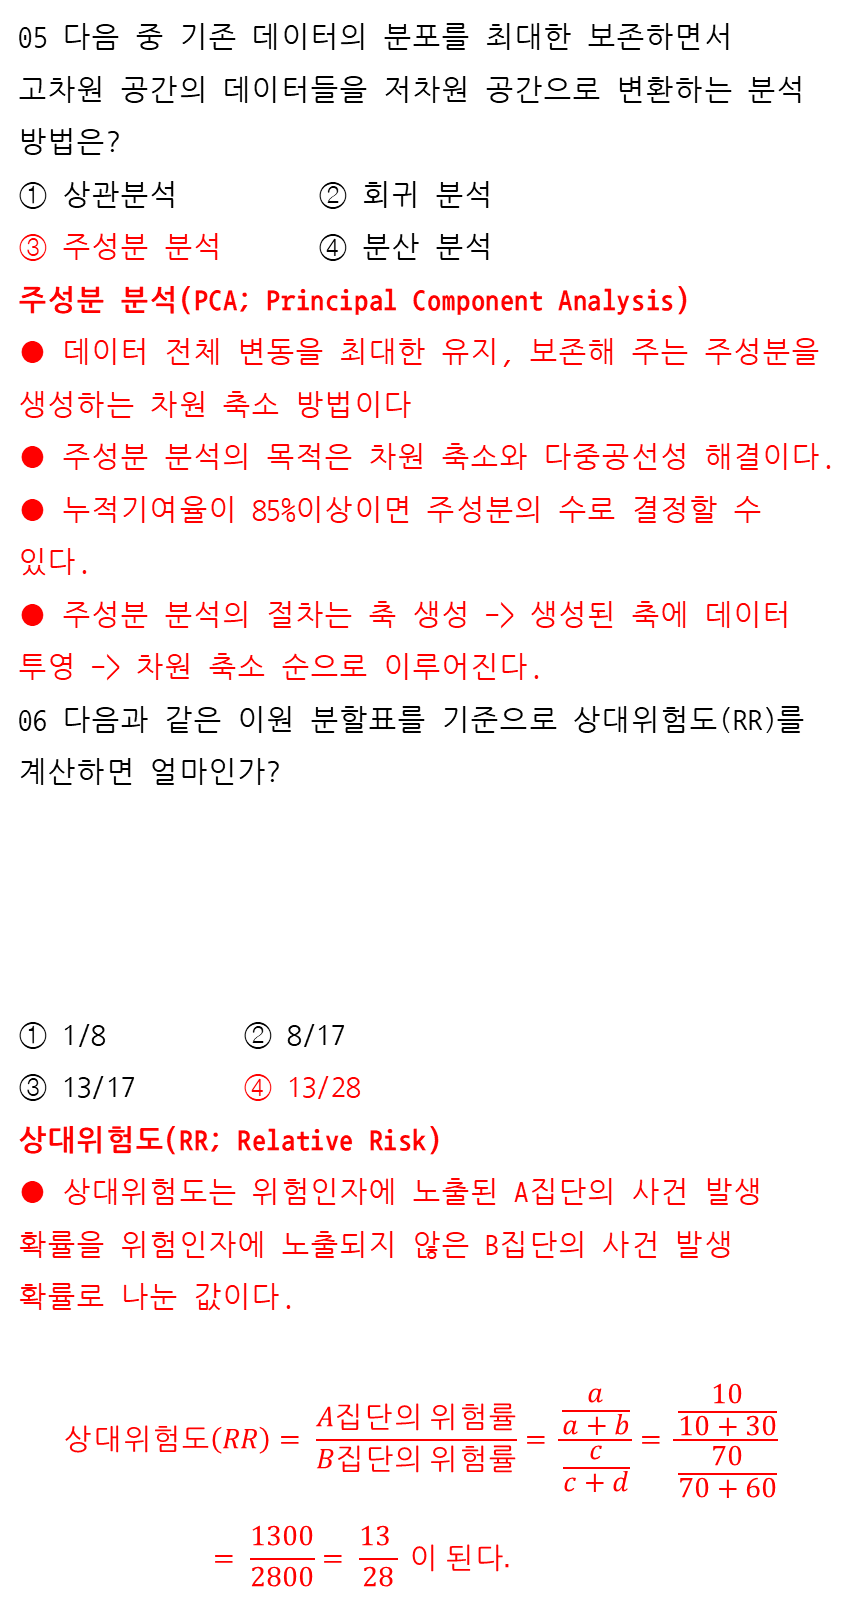 05 다음 중 기존 데이터의 분포를 최대한 보존하면서
고차원 공간의 데이터들을 저차원 공간으로 변환하는 분석
방법은?
① 상관분석 ② 회귀 분석
③ 주성분 분석 ④ 분산 분석
주성분 분석(PCA; Principal Component Analysis)
● 데이터 전체 변동을 최대한 유지, 보존해 주는 주성분을
생성하는 차원 축소 방법이다
● 주성분 분석의 목적은 차원 축소와 다중공선성 해결이다.
● 누적기여율이 85%이상이면 주성분의 수로 결정할 수
있다.
● 주성분 분석의 절차는 축 생성 -> 생성된 축에 데이터
투영 -> 차원 축소 순으로 이루어진다.
06 다음과 같은 이원 분할표를 기준으로 상대위험도(RR)를
계산하면 얼마인가?
① 1/8 ② 8/17
③ 13/17 ④ 13/28
상대위험도(RR; Relative Risk)
● 상대위험도는 위험인자에 노출된 A집단의 사건 발생
확률을 위험인자에 노출되지 않은 B집단의 사건 발생
확률로 나눈 값이다.
상대위험도(RR) = A집단의 위험률 / B집단의 위험률 = (a / (a + b)) / (c / (c + d)) = (10 / (10 + 30)) / (70 / (70 + 60))
= 1300 / 2800 = 13 / 28 이 된다.